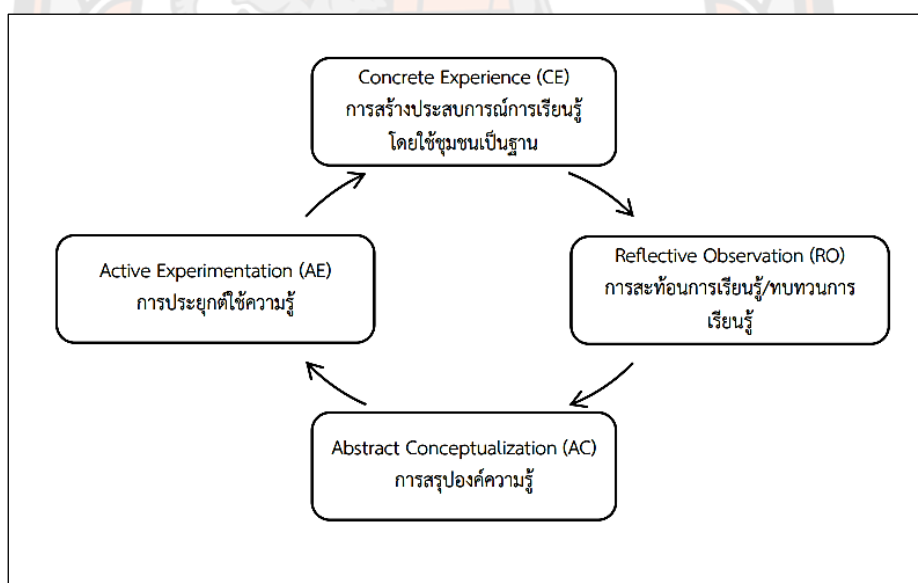 Concrete Experience (CE)
การสร้างประสบการณ์การเรียนรู้
โดยใช้ชุมชนเป็นฐาน
Active Experimentation (AE)
การประยุกต์ใช้ความรู้
Reflective Observation (RO)
การสะท้อนการเรียนรู้/ทบทวนการ
เรียนรู้
Abstract Conceptualization (AC)
การสรุปองค์ความรู้